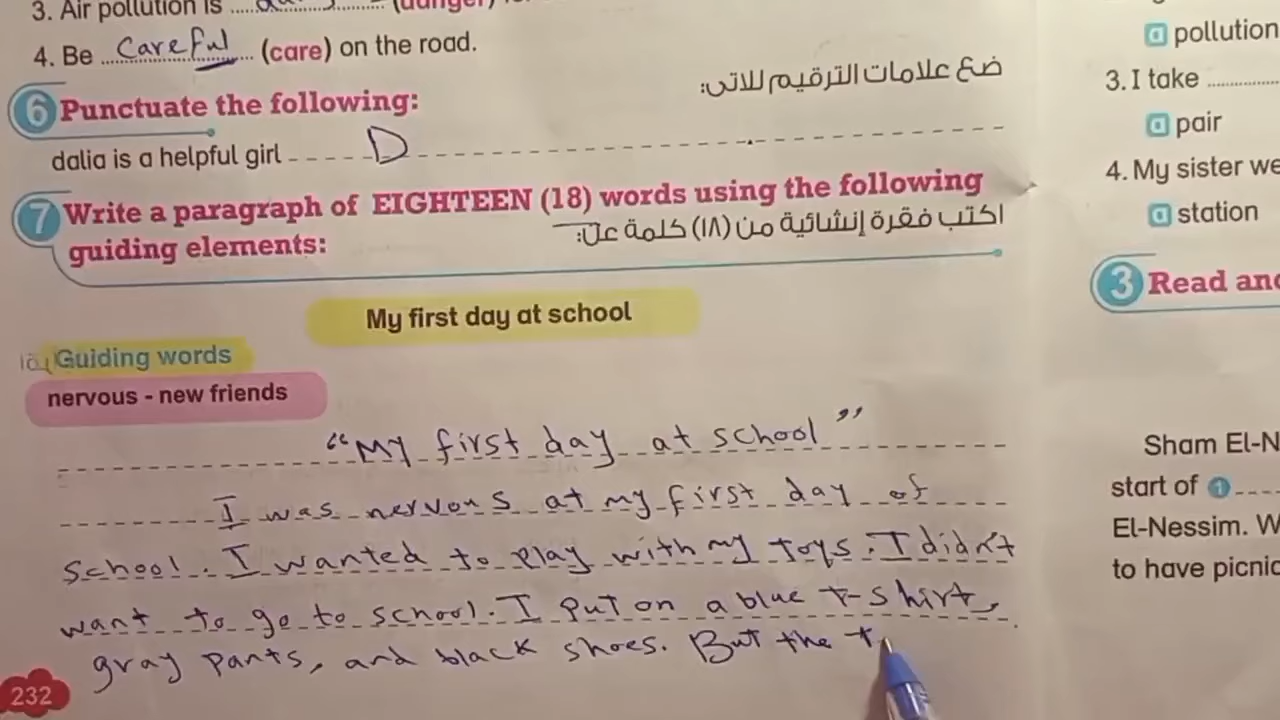 3. Air pollution is (danger)
4. Be Careful (care) on the road.
6 Punctuate the following:
ضع علامات الترقيم للاتى:
dalia is a helpful girl D
7 Write a paragraph of EIGHTEEN (18) words using the following
guiding elements:
اكتب فقرة إنشائية من (١٨) كلمة عن:
My first day at school
Guiding words
nervous - new friends
"My first day at school"
I was nervous at my first day of
school. I wanted to play with my toys. I didn't
want to go to school. I put on a blue t-shirt,
gray pants, and black shoes. But the t
232
a pollution
3. I take
a pair
4. My sister we
a station
3 Read and
Sham El-N
start of 1
El-Nessim. W
to have picnic